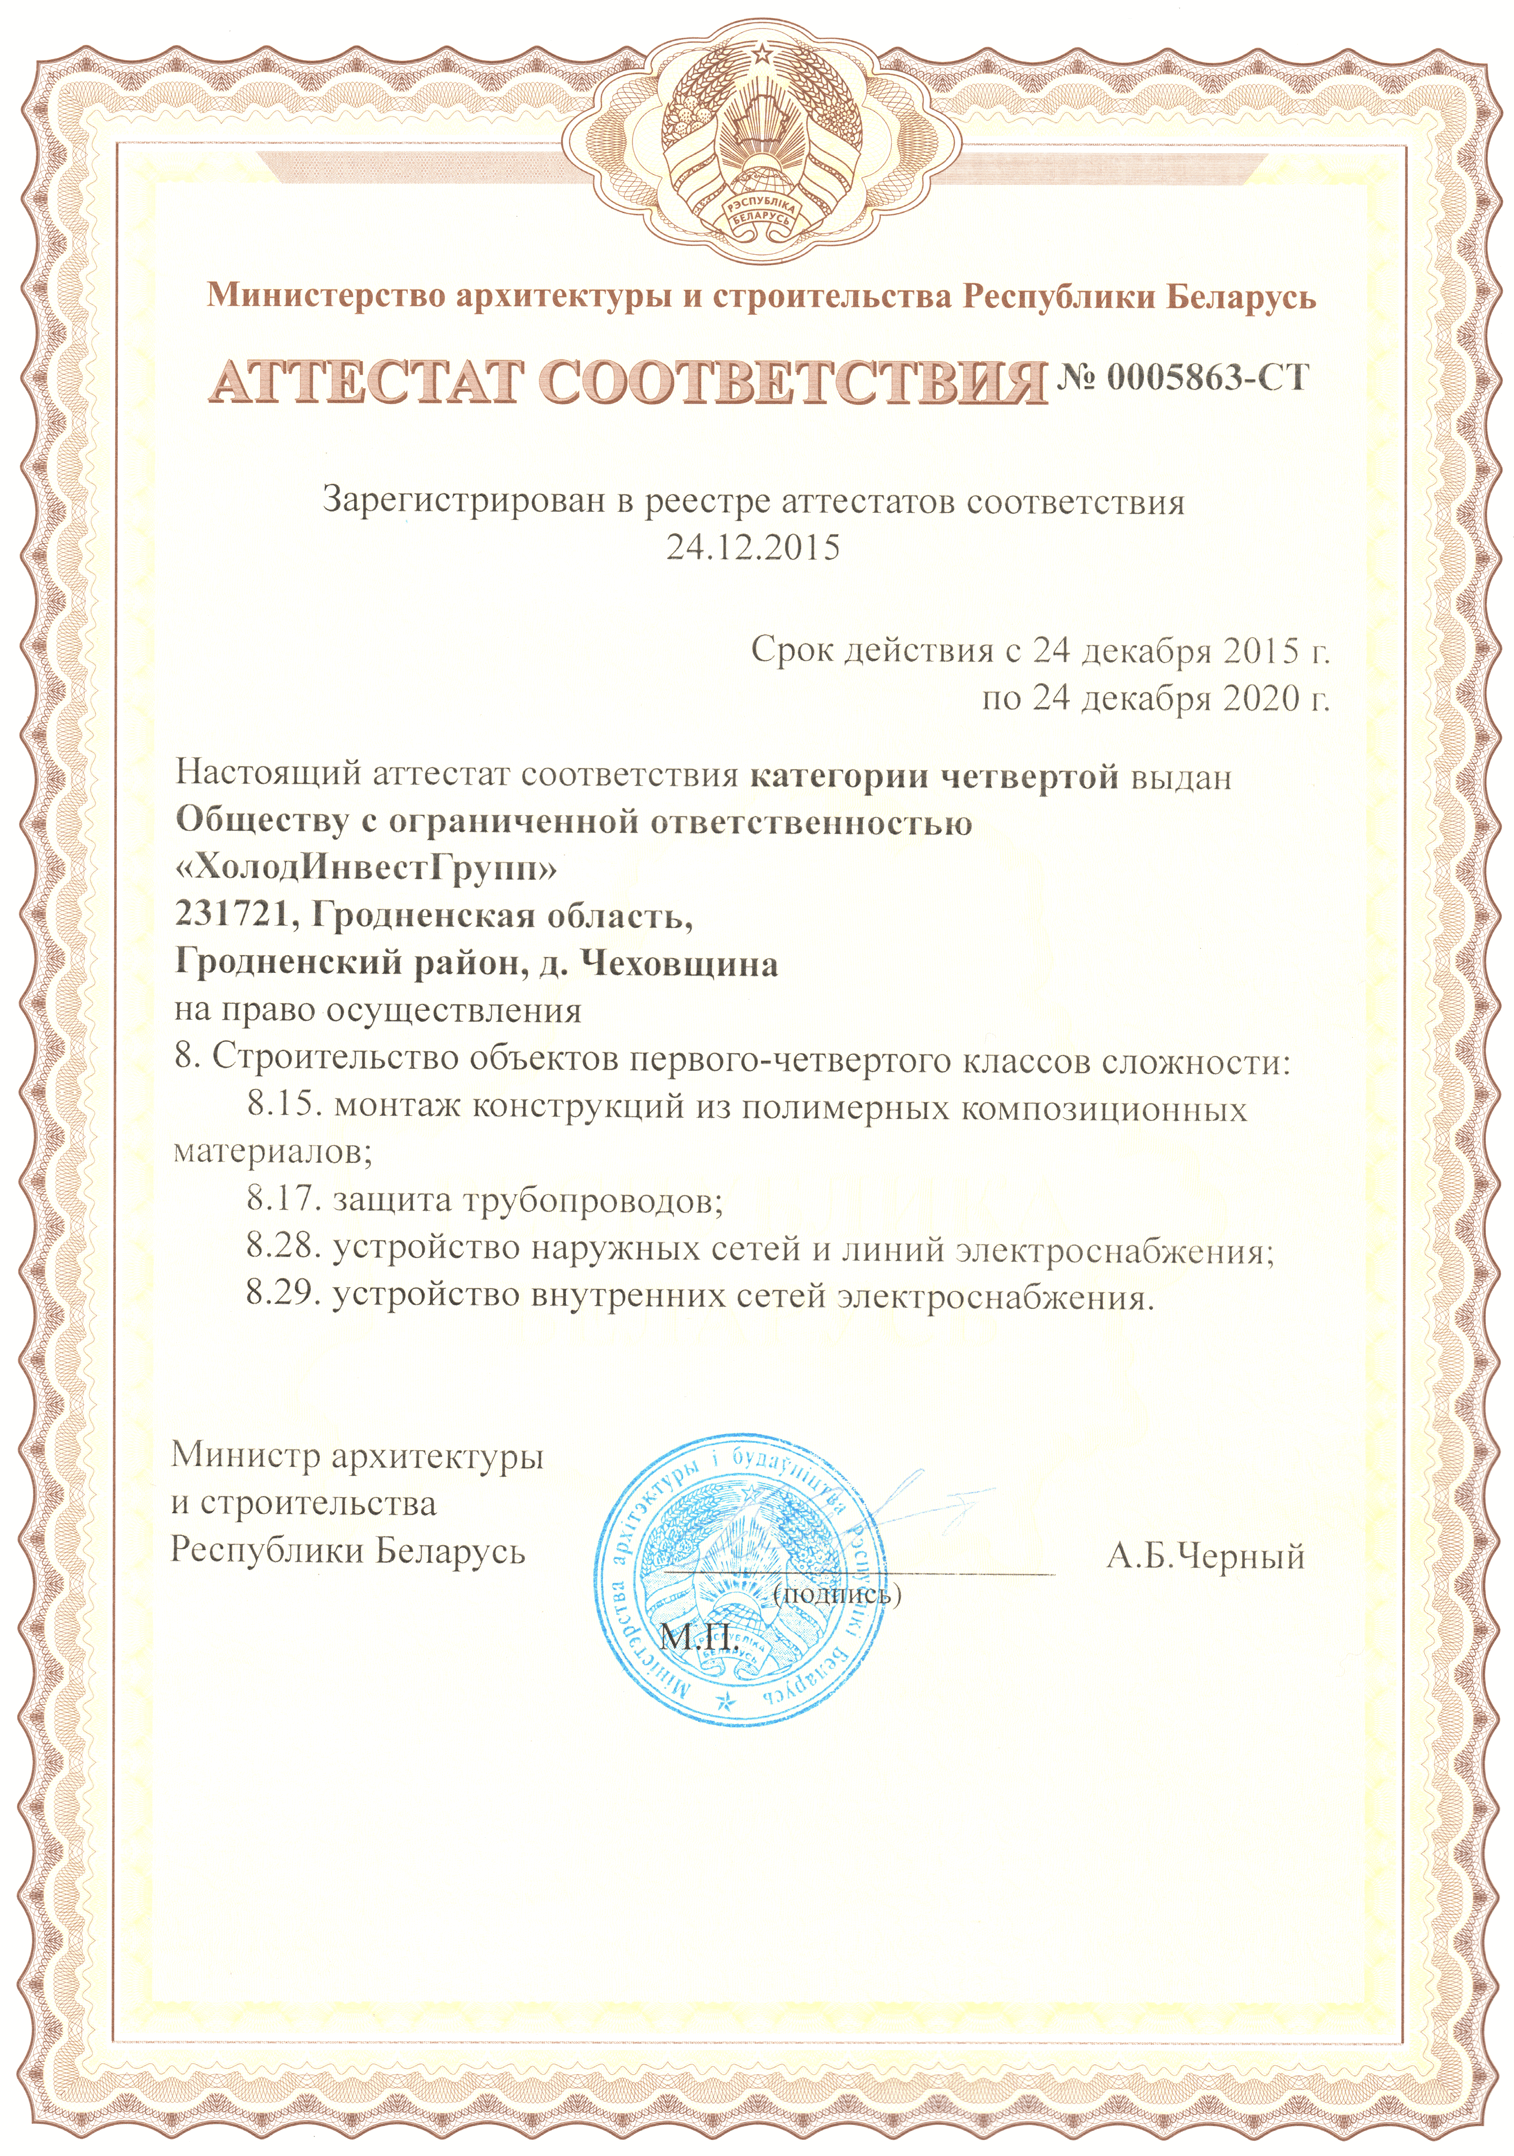 РЭСПУБЛІКА
БЕЛАРУСЬ
Министерство архитектуры и строительства Республики Беларусь
АТТЕСТАТ СООТВЕТСТВИЯ № 0005863-СТ
Зарегистрирован в реестре аттестатов соответствия
24.12.2015
Срок действия с 24 декабря 2015 г.
по 24 декабря 2020 г.
Настоящий аттестат соответствия категории четвертой выдан
Обществу с ограниченной ответственностью
«ХолодИнвестГрупп»
231721, Гродненская область,
Гродненский район, д. Чеховщина
на право осуществления
8. Строительство объектов первого-четвертого классов сложности:
8.15. монтаж конструкций из полимерных композиционных
материалов;
8.17. защита трубопроводов;
8.28. устройство наружных сетей и линий электроснабжения;
8.29. устройство внутренних сетей электроснабжения.
Министр архитектуры
и строительства
Республики Беларусь
А.Б.Черный
(подпись)
М.П.
Міністэрства архітэктуры і будаўніцтва Рэспублікі Беларусь
РЭСПУБЛІКА
БЕЛАРУСЬ